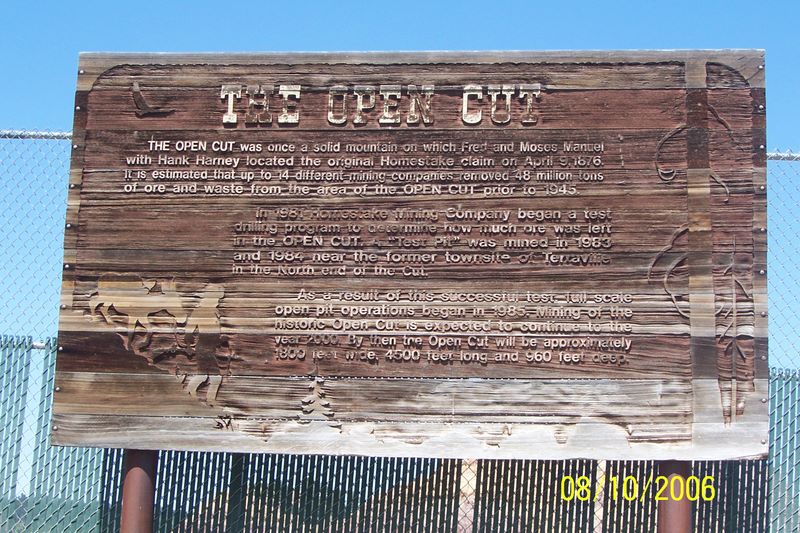 THE OPEN CUT
THE OPEN CUT was once a solid mountain on which Fred and Moses Manuel
with Hank Harney located the original Homestake claim on April 9, 1876.
It is estimated that up to 14 different mining companies removed 48 million tons
of ore and waste from the area of the OPEN CUT prior to 1945.
In 1981 Homestake Mining Company began a test
drilling program to determine how much ore was left
in the OPEN CUT. A "Test Pit" was mined in 1983
and 1984 near the former townsite of Terraville
in the North end of the Cut.
As a result of this successful test, full scale
open pit operations began in 1985. Mining of the
historic Open Cut is expected to continue to the
year 2000. By then the Open Cut will be approximately
1800 feet wide, 4500 feet long and 960 feet deep.
08/10/2006